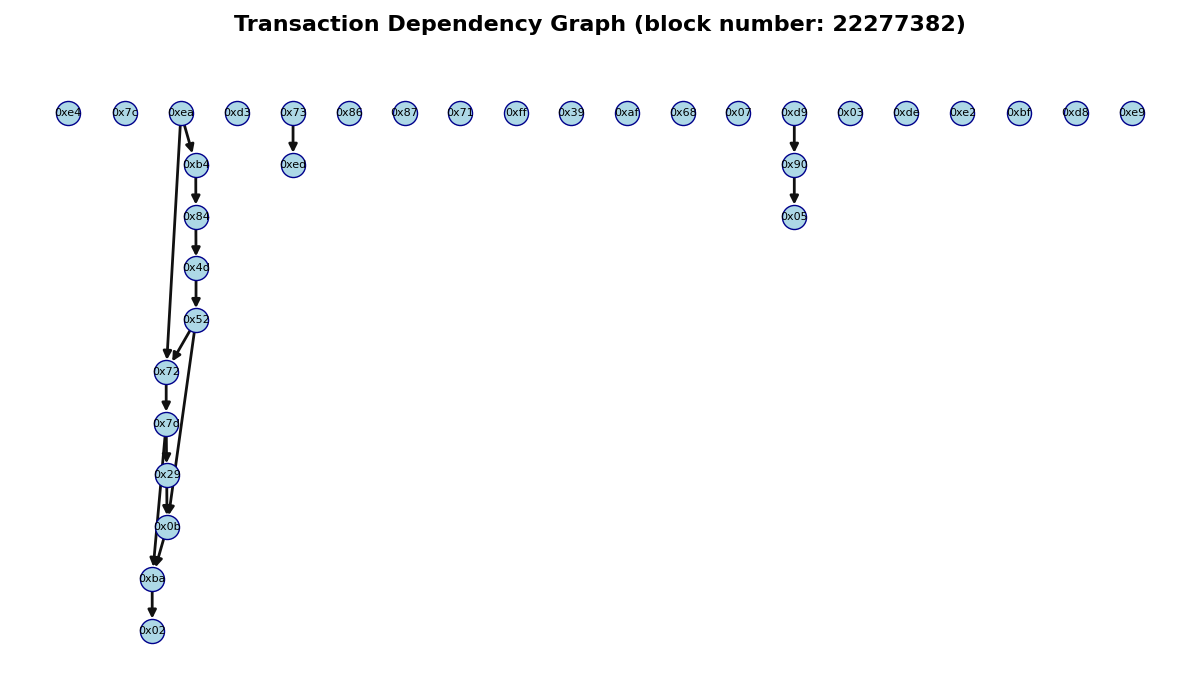 Transaction Dependency Graph (block number: 22277382)
0xe4 0x7c 0xea 0xd3 0x73 0x86 0x87 0x71 0xff 0x39 0xaf 0x68 0x07 0xd9 0x03 0xde 0xe2 0xbf 0xd8 0xe9
0xb4 0xed 0x90
0x84 0x05
0x4d
0x52
0x72
0x7d
0x29
0x0b
0xba
0x02